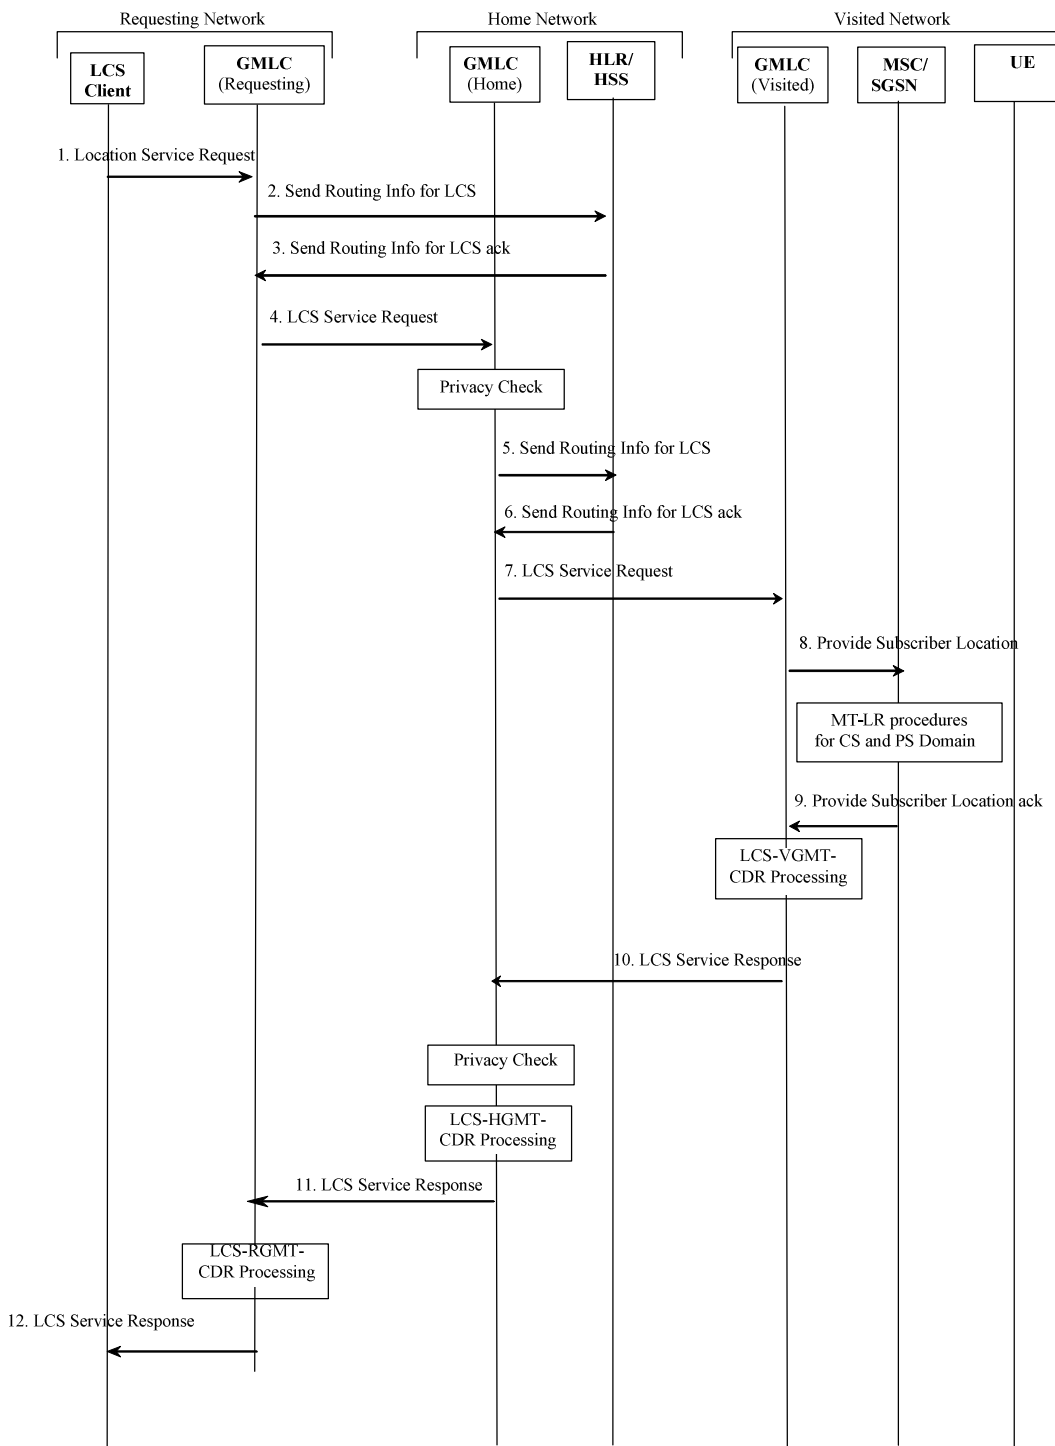 Requesting Network
Home Network
Visited Network
LCS
Client
GMLC
(Requesting)
GMLC
(Home)
HLR/
HSS
GMLC
(Visited)
MSC/
SGSN
UE
1. Location Service Request
2. Send Routing Info for LCS
3. Send Routing Info for LCS ack
4. LCS Service Request
Privacy Check
5. Send Routing Info for LCS
6. Send Routing Info for LCS ack
7. LCS Service Request
8. Provide Subscriber Location
MT-LR procedures
for CS and PS Domain
9. Provide Subscriber Location ack
LCS-VGMT-
CDR Processing
10. LCS Service Response
Privacy Check
LCS-HGMT-
CDR Processing
11. LCS Service Response
LCS-RGMT-
CDR Processing
12. LCS Service Response